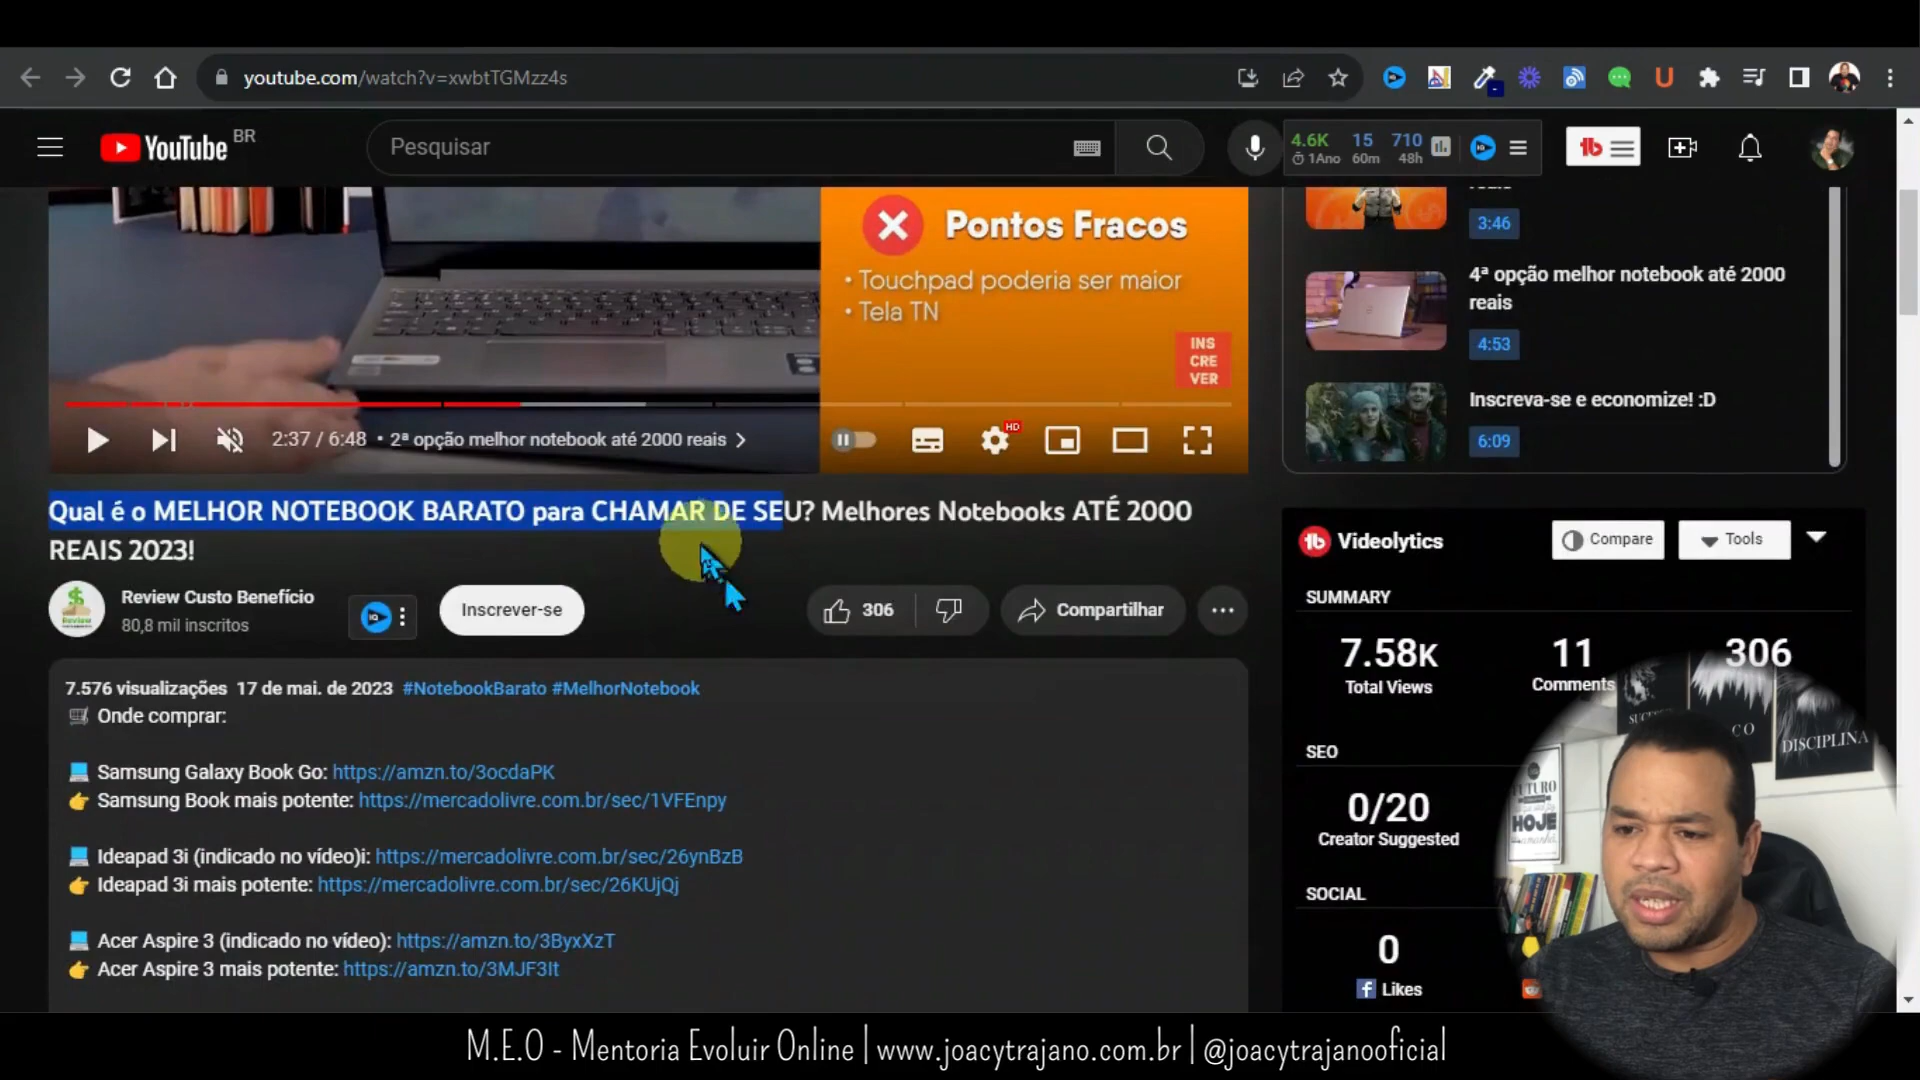 youtube.com/watch?v=xwbtTGMzz4s
YouTube BR
Pesquisar
4.6K 15 710
1Ano 60m 48h
Pontos Fracos
• Touchpad poderia ser maior
• Tela TN
INS
CRE
VER
2:37 / 6:48 • 2ª opção melhor notebook até 2000 reais
HD
3:46
4ª opção melhor notebook até 2000
reais
4:53
Inscreva-se e economize! :D
6:09
Qual é o MELHOR NOTEBOOK BARATO para CHAMAR DE SEU? Melhores Notebooks ATÉ 2000
REAIS 2023!
Review Custo Benefício
80,8 mil inscritos
Inscrever-se
306
Compartilhar
7.576 visualizações 17 de mai. de 2023 #NotebookBarato #MelhorNotebook
Onde comprar:
Samsung Galaxy Book Go: https://amzn.to/3ocdaPK
Samsung Book mais potente: https://mercadolivre.com.br/sec/1VFEnpy
Ideapad 3i (indicado no vídeo)i: https://mercadolivre.com.br/sec/26ynBzB
Ideapad 3i mais potente: https://mercadolivre.com.br/sec/26KUjQj
Acer Aspire 3 (indicado no vídeo): https://amzn.to/3ByxXzT
Acer Aspire 3 mais potente: https://amzn.to/3MJF3It
Videolytics
Compare
Tools
SUMMARY
7.58K 11 306
Total Views Comments
SEO
0/20
Creator Suggested
SOCIAL
0
Likes
DISCIPLINA
FUTURO
HOJE
M.E.O - Mentoria Evoluir Online | www.joacytrajano.com.br | @joacytrajanooficial